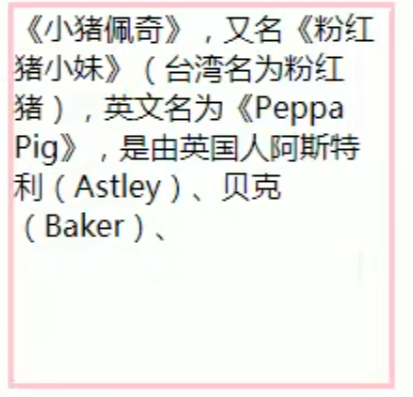 《小猪佩奇》，又名《粉红
猪小妹》（台湾名为粉红
猪），英文名为《Peppa
Pig》，是由英国人阿斯特
利（Astley）、贝克
（Baker）、